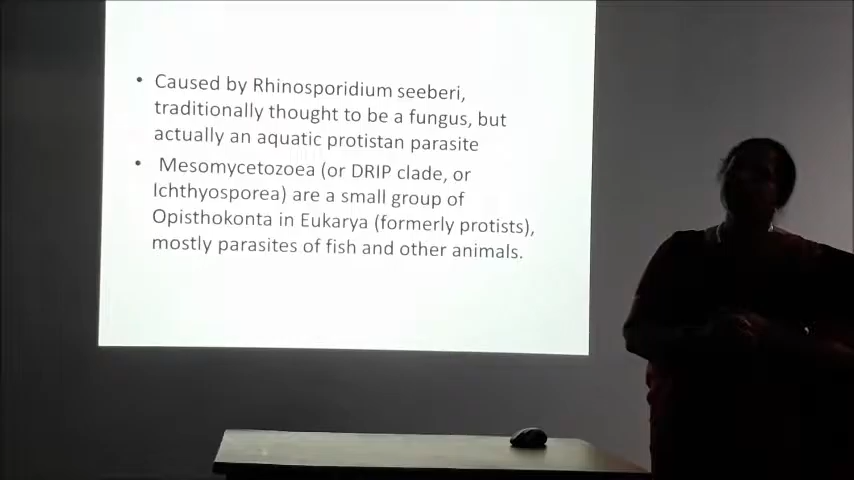 • Caused by Rhinosporidium seeberi,
traditionally thought to be a fungus, but
actually an aquatic protistan parasite
• Mesomycetozoea (or DRIP clade, or
Ichthyosporea) are a small group of
Opisthokonta in Eukarya (formerly protists),
mostly parasites of fish and other animals.